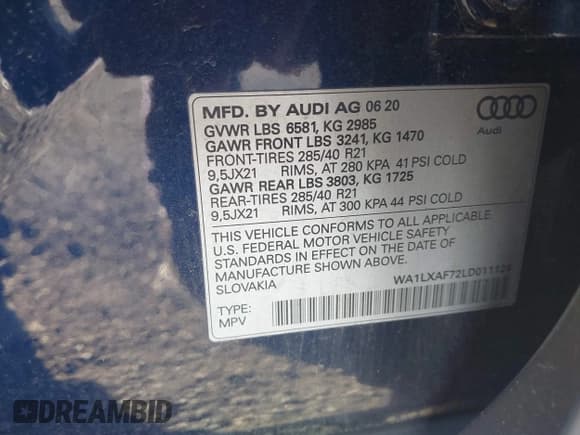 MFD. BY AUDI AG 06 20
GVWR LBS 6581, KG 2985
GAWR FRONT LBS 3241, KG 1470
FRONT-TIRES 285/40 R21
9,5JX21 RIMS, AT 280 KPA 41 PSI COLD
GAWR REAR LBS 3803, KG 1725
REAR-TIRES 285/40 R21
9,5JX21 RIMS, AT 300 KPA 44 PSI COLD
Audi
THIS VEHICLE CONFORMS TO ALL APPLICABLE
U.S. FEDERAL MOTOR VEHICLE SAFETY
STANDARDS IN EFFECT ON THE DATE OF
MANUFACTURE SHOWN ABOVE.
SLOVAKIA
TYPE:
MPV
DREAMBID